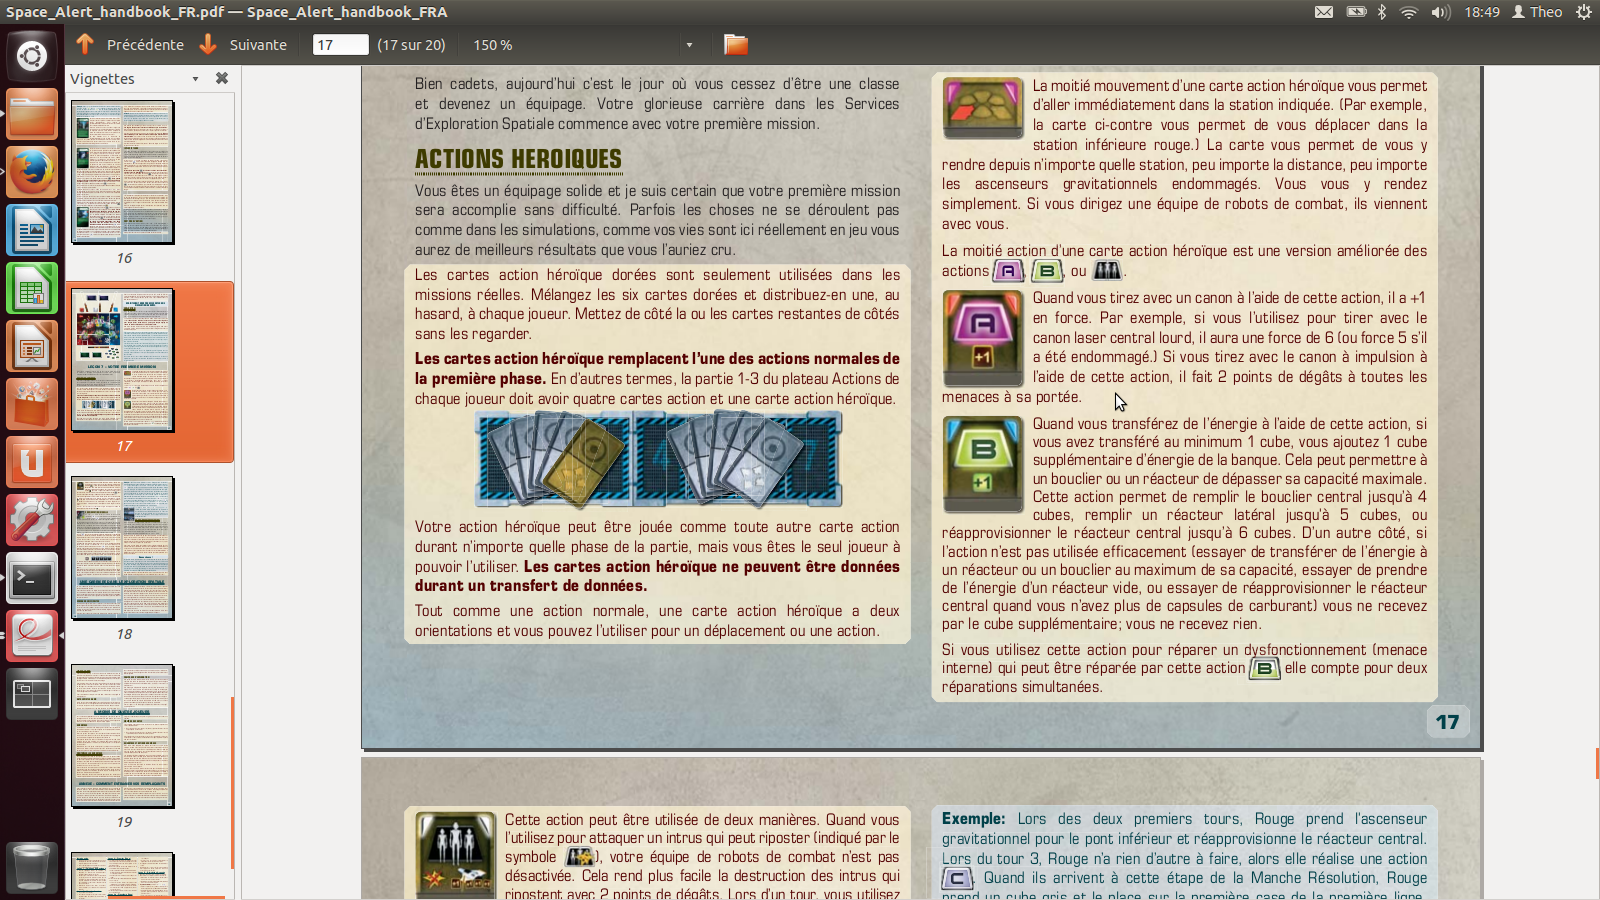 Space_Alert_handbook_FR.pdf — Space_Alert_handbook_FRA
18:49
Theo
Précédente
Suivante
17
(17 sur 20)
150 %
Vignettes
16
17
18
19
Bien cadets, aujourd'hui c'est le jour où vous cessez d'être une classe
et devenez un équipage. Votre glorieuse carrière dans les Services
d'Exploration Spatiale commence avec votre première mission.
ACTIONS HEROIQUES
Vous êtes un équipage solide et je suis certain que votre première mission
sera accomplie sans difficulté. Parfois les choses ne se déroulent pas
comme dans les simulations, comme vos vies sont ici réellement en jeu vous
aurez de meilleurs résultats que vous l'auriez cru.
Les cartes action héroïque dorées sont seulement utilisées dans les
missions réelles. Mélangez les six cartes dorées et distribuez-en une, au
hasard, à chaque joueur. Mettez de côté la ou les cartes restantes de côtés
sans les regarder.
Les cartes action héroïque remplacent l'une des actions normales de
la première phase. En d'autres termes, la partie 1-3 du plateau Actions de
chaque joueur doit avoir quatre cartes action et une carte action héroïque.
Votre action héroïque peut être jouée comme toute autre carte action
durant n'importe quelle phase de la partie, mais vous êtes le seul joueur à
pouvoir l'utiliser. Les cartes action héroïque ne peuvent être données
durant un transfert de données.
Tout comme une action normale, une carte action héroïque a deux
orientations et vous pouvez l'utiliser pour un déplacement ou une action.
La moitié mouvement d'une carte action héroïque vous permet
d'aller immédiatement dans la station indiquée. (Par exemple,
la carte ci-contre vous permet de vous déplacer dans la
station inférieure rouge.) La carte vous permet de vous y
rendre depuis n'importe quelle station, peu importe la distance, peu importe
les ascenseurs gravitationnels endommagés. Vous vous y rendez
simplement. Si vous dirigez une équipe de robots de combat, ils viennent
avec vous.
La moitié action d'une carte action héroïque est une version améliorée des
actions A, B, ou .
A
+1
Quand vous tirez avec un canon à l'aide de cette action, il a +1
en force. Par exemple, si vous l'utilisez pour tirer avec le
canon laser central lourd, il aura une force de 6 (ou force 5 s'il
a été endommagé.) Si vous tirez avec le canon à impulsion à
l'aide de cette action, il fait 2 points de dégâts à toutes les
menaces à sa portée.
B
+1
Quand vous transférez de l'énergie à l'aide de cette action, si
vous avez transféré au minimum 1 cube, vous ajoutez 1 cube
supplémentaire d'énergie de la banque. Cela peut permettre à
un bouclier ou un réacteur de dépasser sa capacité maximale.
Cette action permet de remplir le bouclier central jusqu'à 4
cubes, remplir un réacteur latéral jusqu'à 5 cubes, ou
réapprovisionner le réacteur central jusqu'à 6 cubes. D'un autre côté, si
l'action n'est pas utilisée efficacement (essayer de transférer de l'énergie à
un réacteur ou un bouclier au maximum de sa capacité, essayer de prendre
de l'énergie d'un réacteur vide, ou essayer de réapprovisionner le réacteur
central quand vous n'avez plus de capsules de carburant) vous ne recevez
par le cube supplémentaire; vous ne recevez rien.
Si vous utilisez cette action pour réparer un dysfonctionnement (menace
interne) qui peut être réparée par cette action B elle compte pour deux
réparations simultanées.
17
Cette action peut être utilisée de deux manières. Quand vous
l'utilisez pour attaquer un intrus qui peut riposter (indiqué par le
symbole ), votre équipe de robots de combat n'est pas
désactivée. Cela rend plus facile la destruction des intrus qui
ripostent avec 2 points de dégâts. Lors d'un tour, vous utilisez
Exemple: Lors des deux premiers tours, Rouge prend l'ascenseur
gravitationnel pour le pont inférieur et réapprovisionne le réacteur central.
Lors du tour 3, Rouge n'a rien d'autre à faire, alors elle réalise une action
C. Quand ils arrivent à cette étape de la Manche Résolution, Rouge
prend un cube gris et le place sur la première case de la première ligne